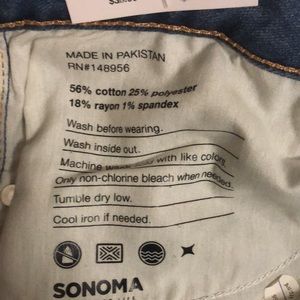 MADE IN PAKISTAN
RN#148956
56% cotton 25% polyester
18% rayon 1% spandex
Wash before wearing.
Wash inside out.
Machine with like colors.
Only non-chlorine bleach when needed.
Tumble dry low.
Cool iron if needed.
SONOMA